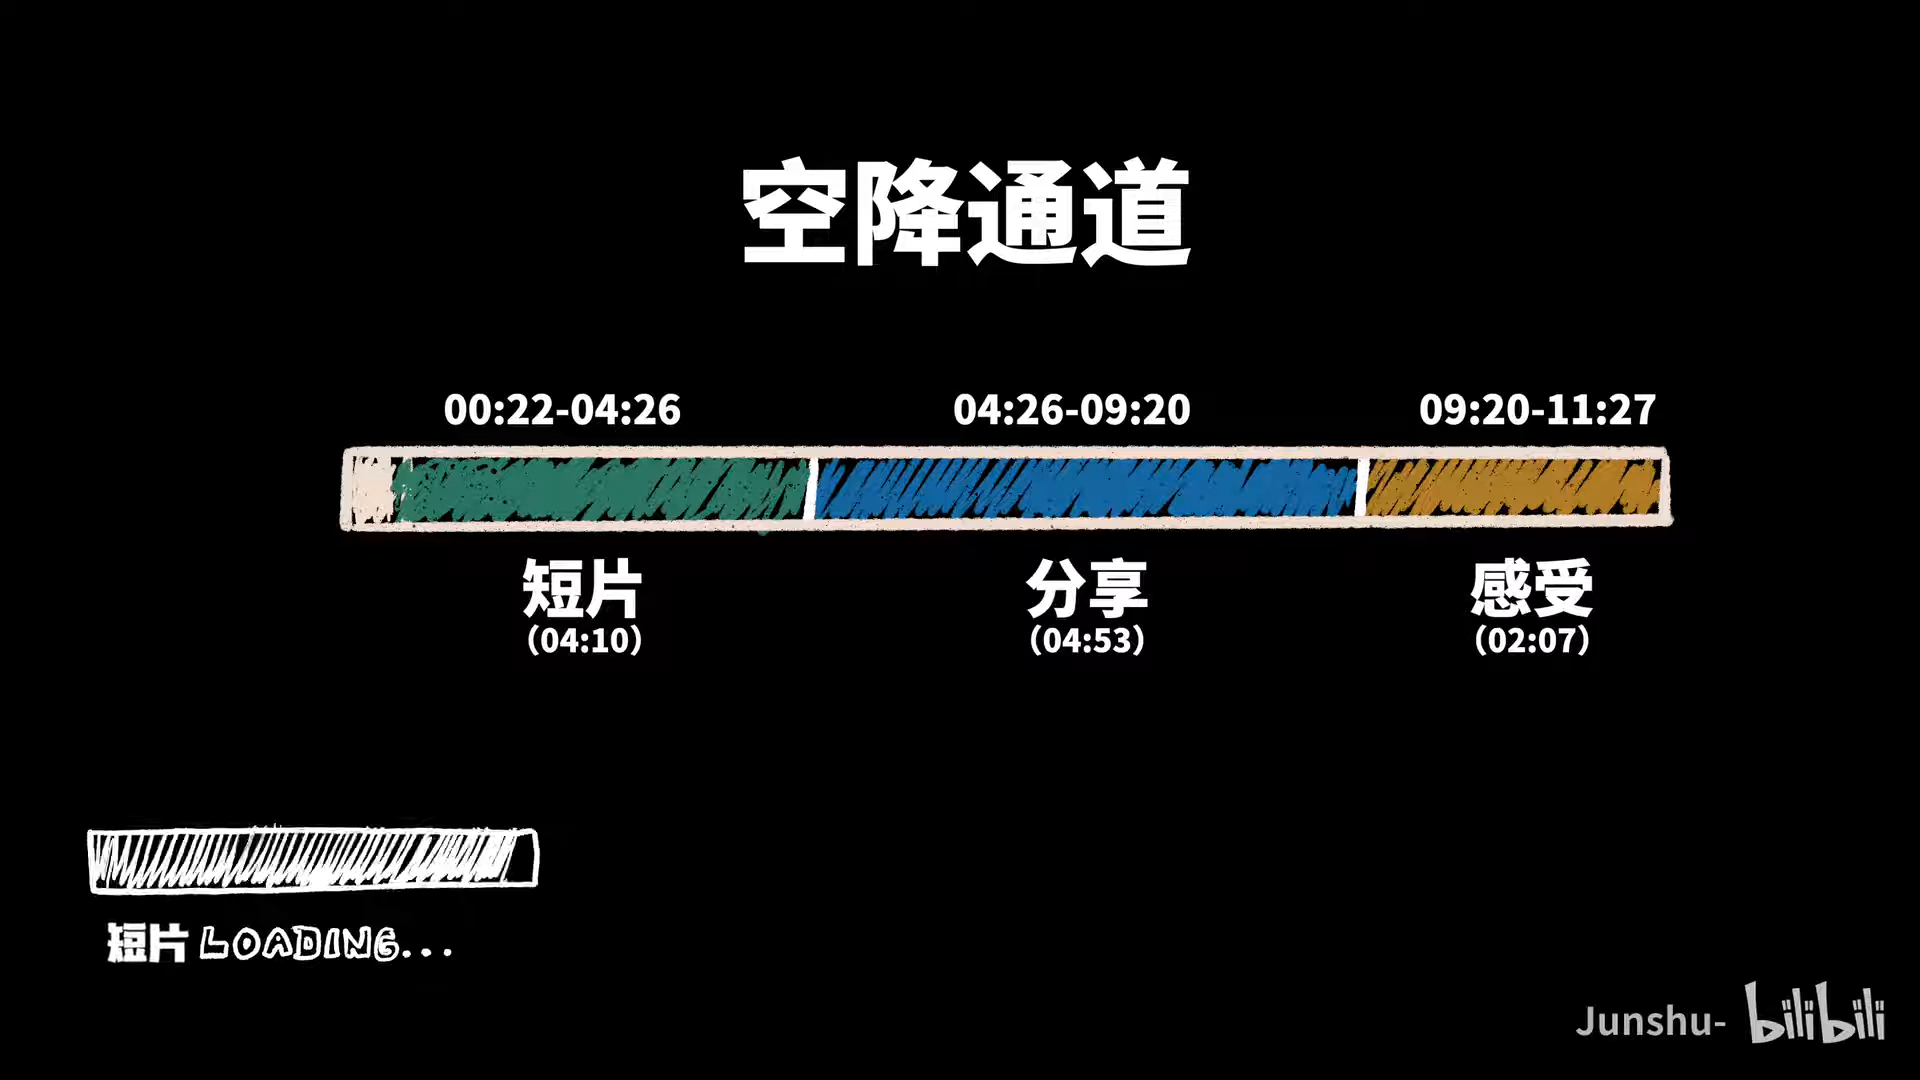 空降通道
00:22-04:26
04:26-09:20
09:20-11:27
短片
分享
感受
(04:10)
(04:53)
(02:07)
短片 LOADING...
Junshu- bilibili